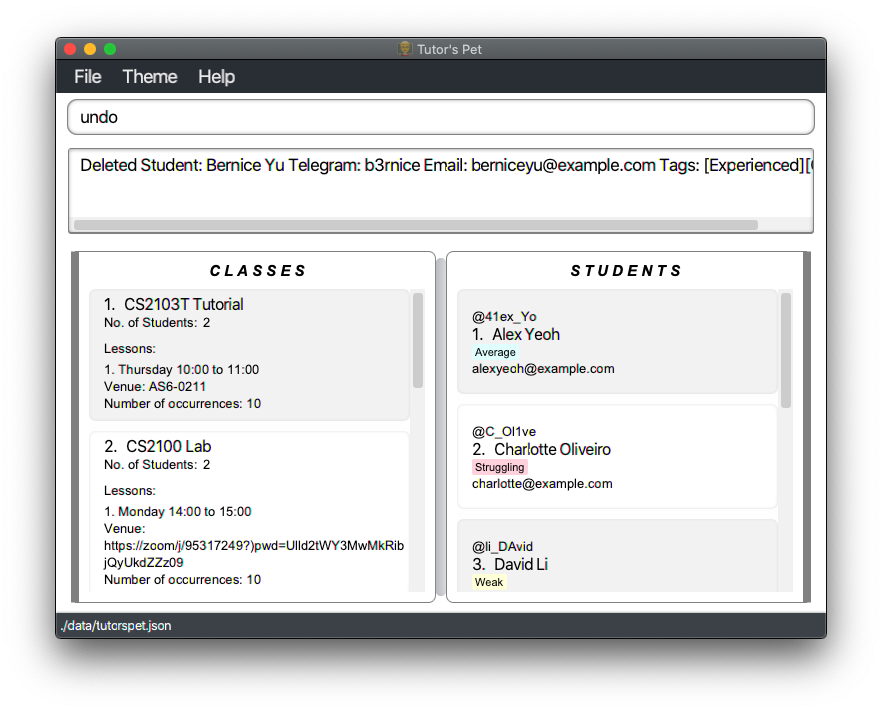 Tutor's Pet
File Theme Help
undo
Deleted Student: Bernice Yu Telegram: b3rnice Email: berniceyu@example.com Tags: [Experienced][
CLASSES
1. CS2103T Tutorial
No. of Students: 2
Lessons:
1. Thursday 10:00 to 11:00
Venue: AS6-0211
Number of occurrences: 10
2. CS2100 Lab
No. of Students: 2
Lessons:
1. Monday 14:00 to 15:00
Venue:
https://zoom/j/95317249?)pwd=Ulld2tWY3MwMkRib
jQyUkdZZz09
Number of occurrences: 10
STUDENTS
@41ex_Yo
1. Alex Yeoh
Average
alexyeoh@example.com
@C_Ol1ve
2. Charlotte Oliveiro
Struggling
charlotte@example.com
@li_DAvid
3. David Li
Weak
./data/tutorspet.json